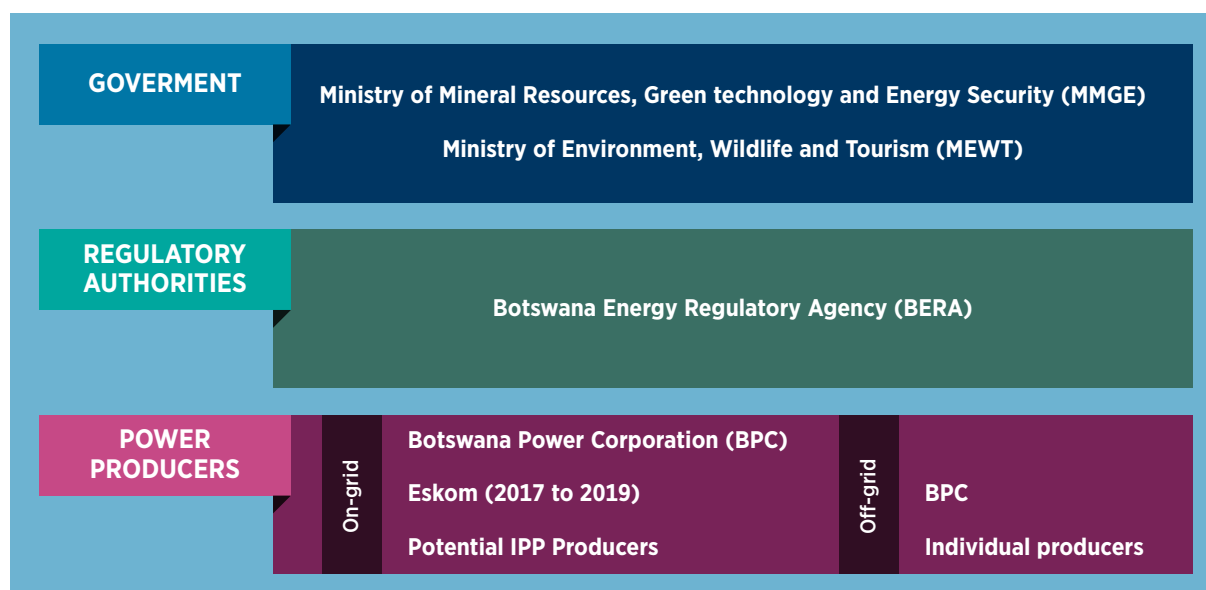 GOVERMENT
Ministry of Mineral Resources, Green technology and Energy Security (MMGE)
Ministry of Environment, Wildlife and Tourism (MEWT)
REGULATORY
AUTHORITIES
Botswana Energy Regulatory Agency (BERA)
POWER
PRODUCERS
On-grid
Botswana Power Corporation (BPC)
Eskom (2017 to 2019)
Potential IPP Producers
Off-grid
BPC
Individual producers